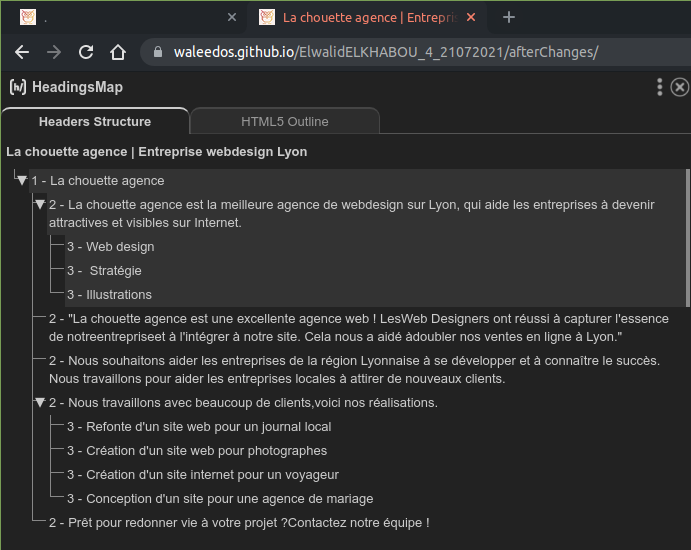 .
La chouette agence | Entrepris
waleedos.github.io/ElwalidELKHABOU_4_21072021/afterChanges/
HeadingsMap
Headers Structure
HTML5 Outline
La chouette agence | Entreprise webdesign Lyon
1 - La chouette agence
2 - La chouette agence est la meilleure agence de webdesign sur Lyon, qui aide les entreprises à devenir
attractives et visibles sur Internet.
3 - Web design
3 - Stratégie
3 - Illustrations
2 - "La chouette agence est une excellente agence web ! LesWeb Designers ont réussi à capturer l'essence
de notreentrepriseet à l'intégrer à notre site. Cela nous a aidé àdoubler nos ventes en ligne à Lyon."
2 - Nous souhaitons aider les entreprises de la région Lyonnaise à se développer et à connaître le succès.
Nous travaillons pour aider les entreprises locales à attirer de nouveaux clients.
2 - Nous travaillons avec beaucoup de clients,voici nos réalisations.
3 - Refonte d'un site web pour un journal local
3 - Création d'un site web pour photographes
3 - Création d'un site internet pour un voyageur
3 - Conception d'un site pour une agence de mariage
2 - Prêt pour redonner vie à votre projet ?Contactez notre équipe !